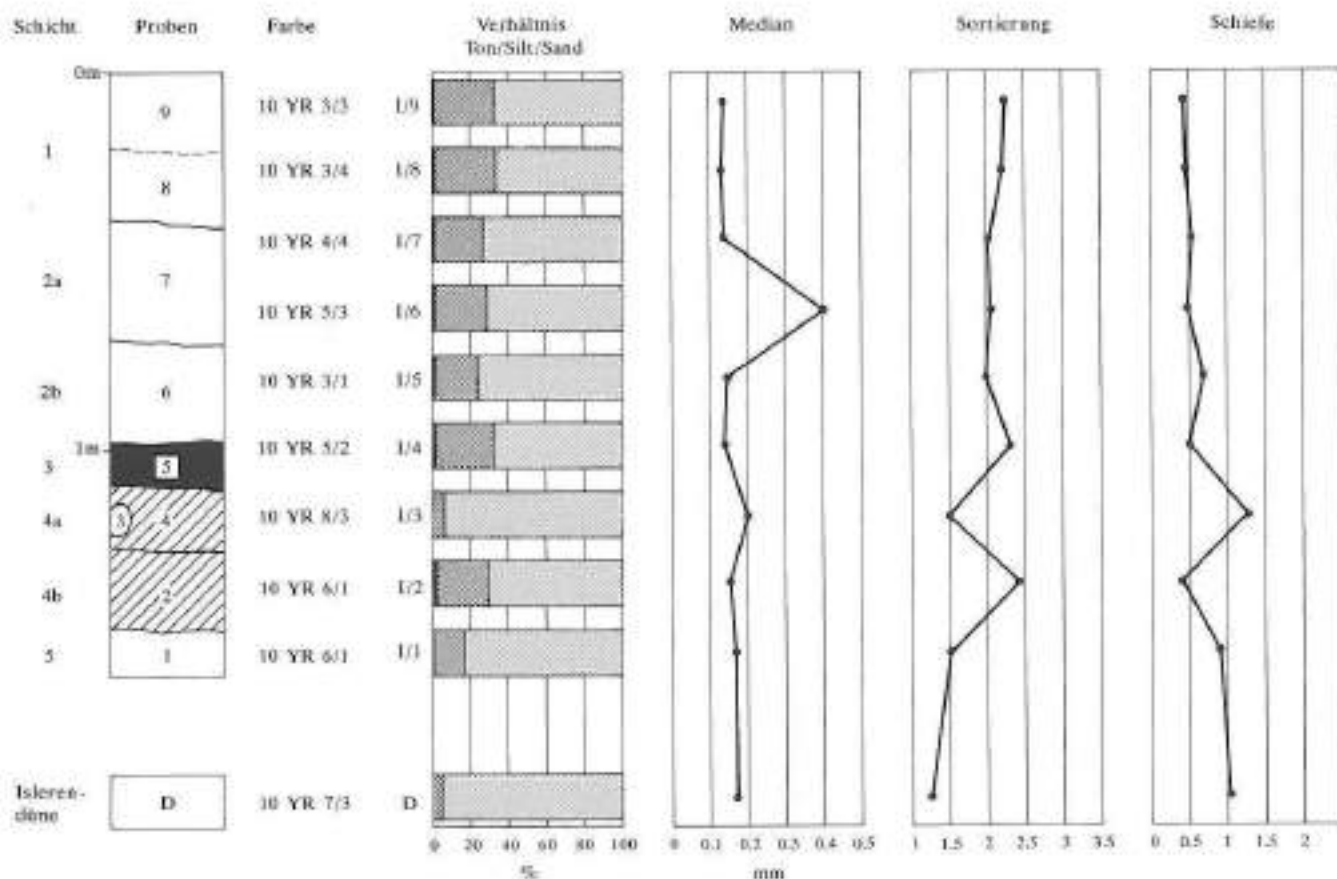 Schicht Proben Farbe Verhältnis Median Sortierung Schiefe
Ton/Silt/Sand
0m
9 10 YR 3/3 I/9
1
8 10 YR 3/4 I/8
10 YR 4/4 I/7
2a 7
10 YR 5/3 I/6
10 YR 3/1 I/5
2b 6
1m 10 YR 5/2 I/4
3 5
4a 3 4 10 YR 8/3 I/3
4b 2 10 YR 6/1 I/2
5 1 10 YR 6/1 I/1
Isleren-
düne D 10 YR 7/3 D
0 20 40 60 80 100 0 0.1 0.2 0.3 0.4 0.5 1 1.5 2 2.5 3 3.5 0 0.5 1 1.5 2
% mm